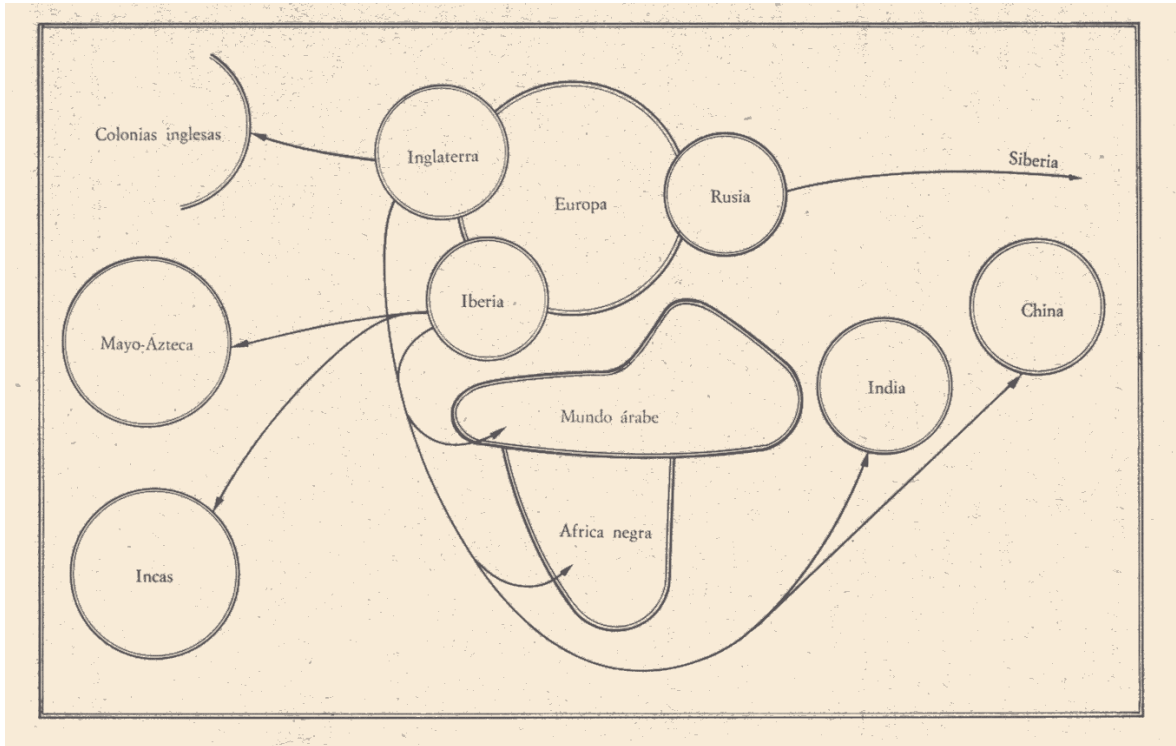 Colonias inglesas
Inglaterra
Europa
Rusia
Siberia
Iberia
China
Mayo-Azteca
India
Mundo árabe
Africa negra
Incas